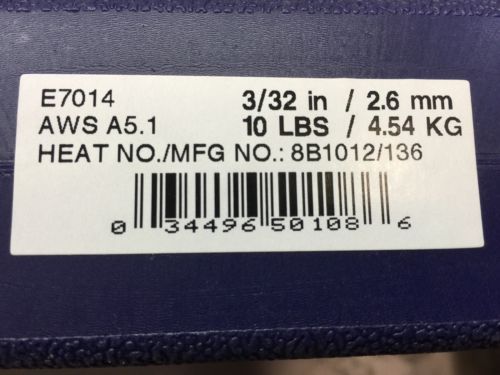 E7014 3/32 in / 2.6 mm
AWS A5.1 10 LBS / 4.54 KG
HEAT NO./MFG NO.: 8B1012/136
0 34496 50108 6